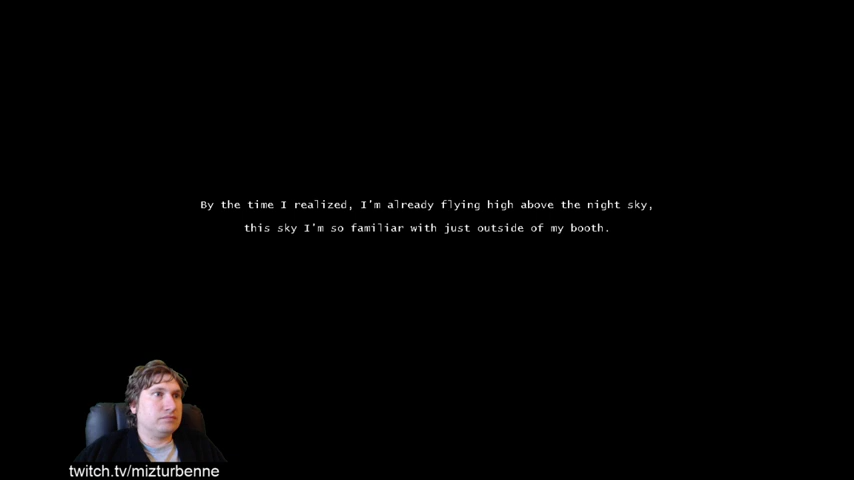 By the time I realized, I'm already flying high above the night sky,
this sky I'm so familiar with just outside of my booth.
twitch.tv/mizturbenne